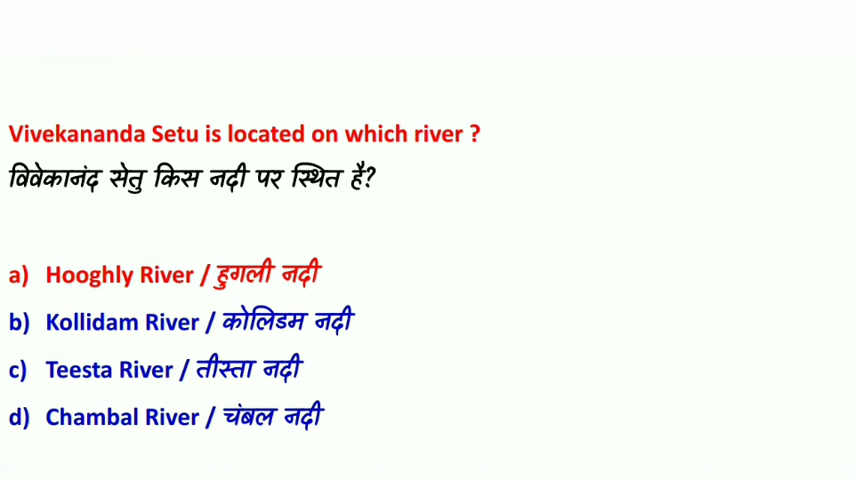 Vivekananda Setu is located on which river ?
विवेकानंद सेतु किस नदी पर स्थित है?
a) Hooghly River / हुगली नदी
b) Kollidam River / कोलिडम नदी
c) Teesta River / तीस्ता नदी
d) Chambal River / चंबल नदी